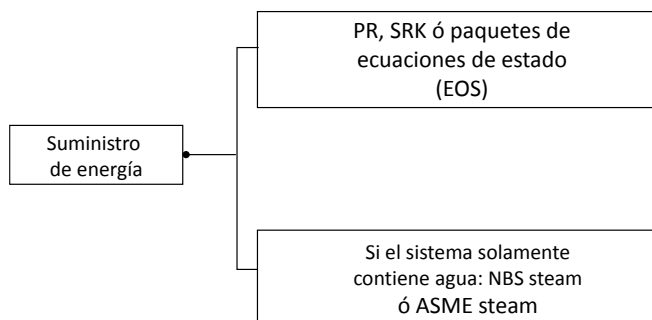 PR, SRK ó paquetes de
ecuaciones de estado
(EOS)
Suministro
de energía
Si el sistema solamente
contiene agua: NBS steam
ó ASME steam